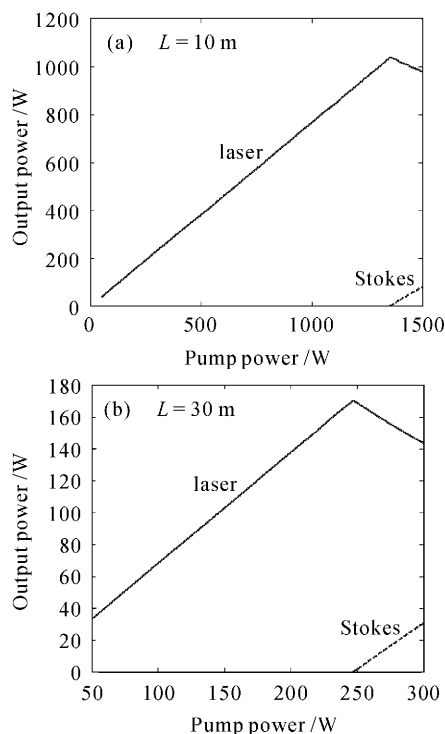 (a) L = 10 m
1200
1000
800
600
400
200
0
laser
Stokes
0 500 1000 1500
Output power /W
Pump power /W
(b) L = 30 m
180
160
140
120
100
80
60
40
20
0
laser
Stokes
50 100 150 200 250 300
Output power /W
Pump power /W